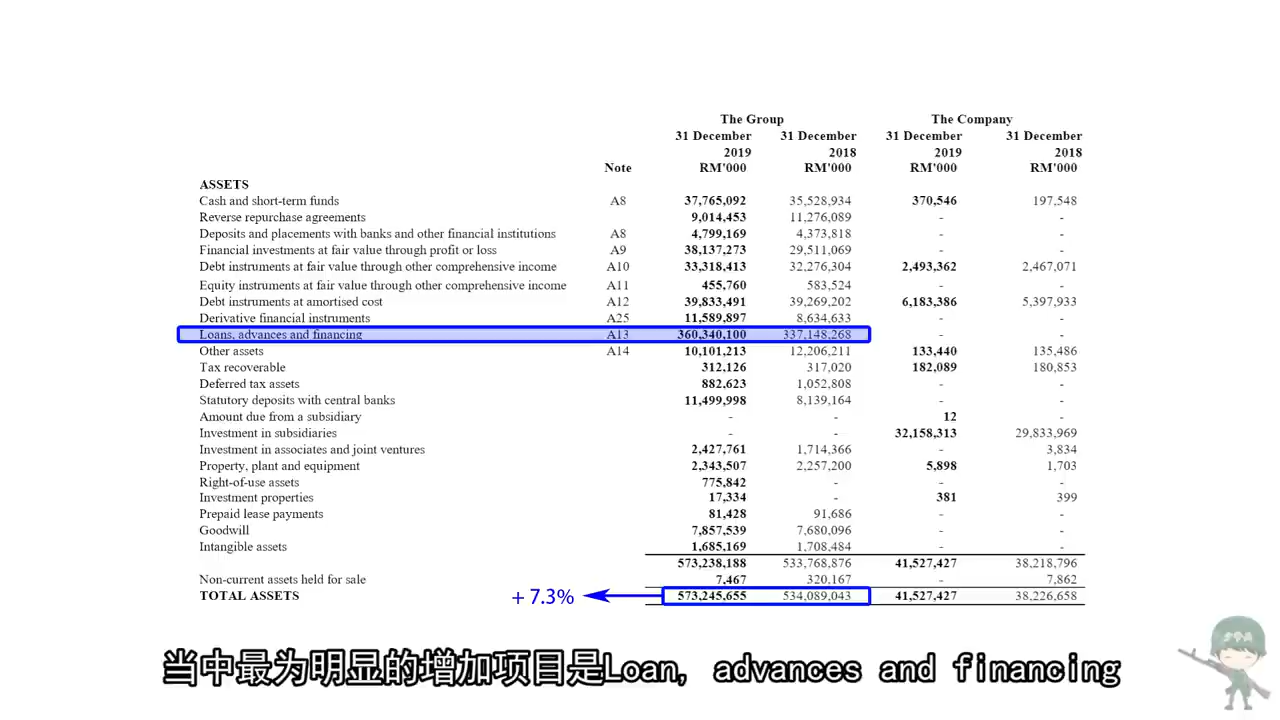 The Group The Company
31 December 31 December 31 December 31 December
2019 2018 2019 2018
Note RM'000 RM'000 RM'000 RM'000
ASSETS
Cash and short-term funds A8 37,765,092 35,528,934 370,546 197,548
Reverse repurchase agreements 9,014,453 11,276,089 - -
Deposits and placements with banks and other financial institutions A8 4,799,169 4,373,818 - -
Financial investments at fair value through profit or loss A9 38,137,273 29,511,069 - -
Debt instruments at fair value through other comprehensive income A10 33,318,413 32,276,304 2,493,362 2,467,071
Equity instruments at fair value through other comprehensive income A11 455,760 583,524 - -
Debt instruments at amortised cost A12 39,833,491 39,269,202 6,183,386 5,397,933
Derivative financial instruments A25 11,589,897 8,634,633 - -
Loans, advances and financing A13 360,340,100 337,148,268 - -
Other assets A14 10,101,213 12,206,211 133,440 135,486
Tax recoverable 312,126 317,020 182,089 180,853
Deferred tax assets 882,623 1,052,808 - -
Statutory deposits with central banks 11,499,998 8,139,164 - -
Amount due from a subsidiary - - 12 -
Investment in subsidiaries - - 32,158,313 29,833,969
Investment in associates and joint ventures 2,427,761 1,714,366 - 3,834
Property, plant and equipment 2,343,507 2,257,200 5,898 1,703
Right-of-use assets 775,842 - - -
Investment properties 17,334 - 381 399
Prepaid lease payments 81,428 91,686 - -
Goodwill 7,857,539 7,680,096 - -
Intangible assets 1,685,169 1,708,484 - -
573,238,188 533,768,876 41,527,427 38,218,796
Non-current assets held for sale 7,467 320,167 - 7,862
TOTAL ASSETS + 7.3% 573,245,655 534,089,043 41,527,427 38,226,658
当中最为明显的增加项目是Loan, advances and financing